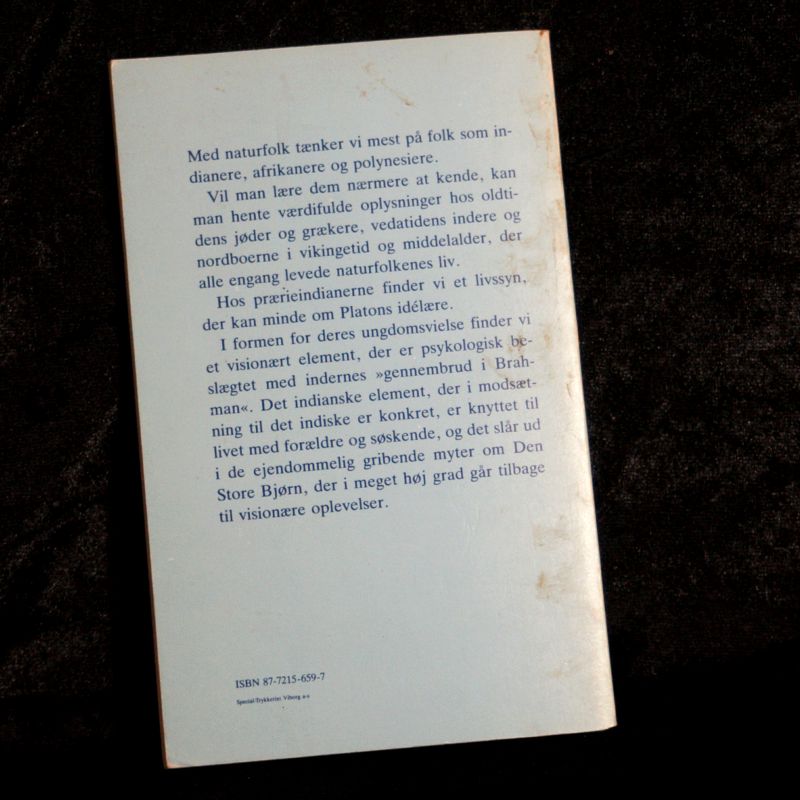 Med naturfolk tænker vi mest på folk som in-
dianere, afrikanere og polynesiere.
Vil man lære dem nærmere at kende, kan
man hente værdifulde oplysninger hos oldti-
dens jøder og grækere, vedatidens indere og
nordboerne i vikingetid og middelalder, der
alle engang levede naturfolkenes liv.
Hos prærieindianerne finder vi et livssyn,
der kan minde om Platons idélære.
I formen for deres ungdomsvielse finder vi
et visionært element, der er psykologisk be-
slægtet med indernes »gennembrud i Brah-
man«. Det indianske element, der i modsæt-
ning til det indiske er konkret, er knyttet til
livet med forældre og søskende, og det slår ud
i de ejendommelig gribende myter om Den
Store Bjørn, der i meget høj grad går tilbage
til visionære oplevelser.
ISBN 87-7215-659-7
Special-Trykkeriet Viborg a-s